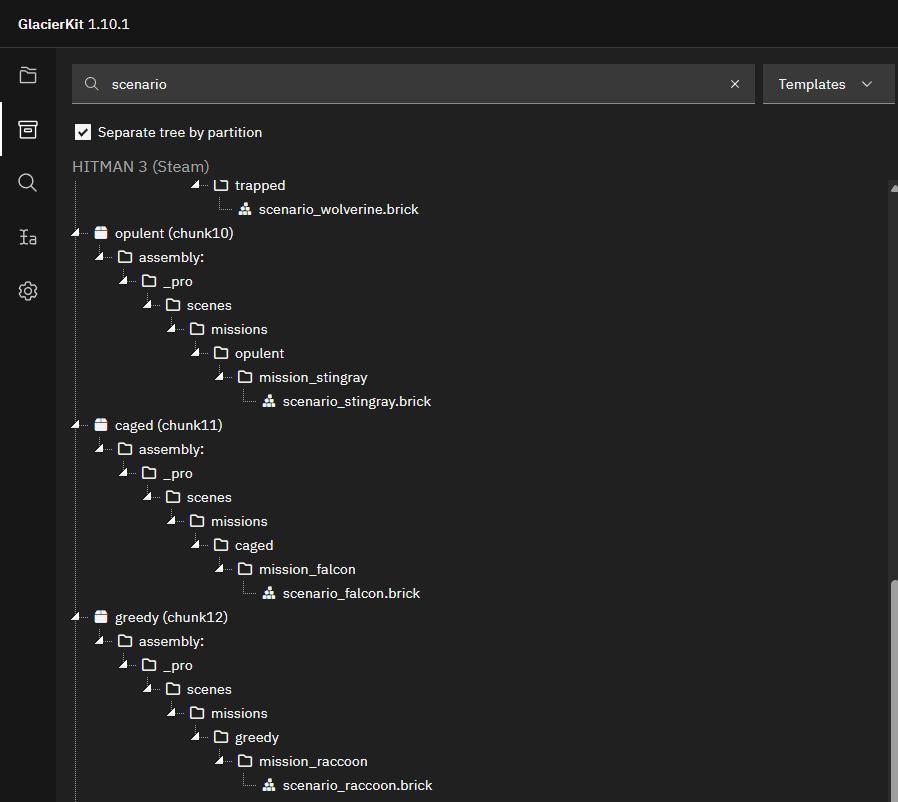 GlacierKit 1.10.1
scenario
Templates
Separate tree by partition
HITMAN 3 (Steam)
trapped
scenario_wolverine.brick
opulent (chunk10)
assembly:
_pro
scenes
missions
opulent
mission_stingray
scenario_stingray.brick
caged (chunk11)
assembly:
_pro
scenes
missions
caged
mission_falcon
scenario_falcon.brick
greedy (chunk12)
assembly:
_pro
scenes
missions
greedy
mission_raccoon
scenario_raccoon.brick